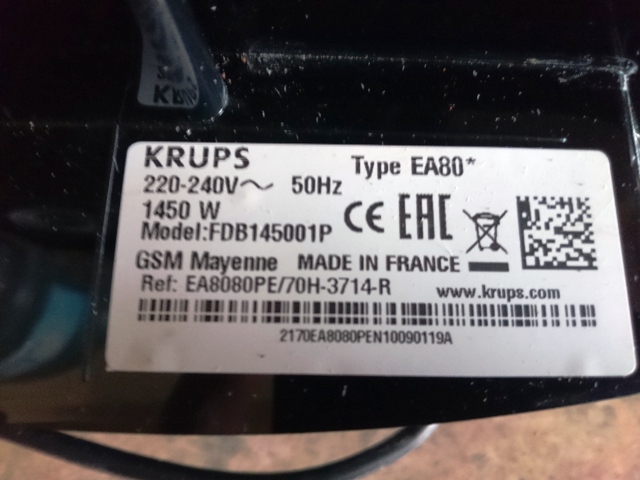 KRUPS
Type EA80*
220-240V~ 50Hz
1450 W
Model:FDB145001P
CE EAC
GSM Mayenne MADE IN FRANCE
Ref: EA8080PE/70H-3714-R
www.krups.com
2170EA8080PEN10090119A